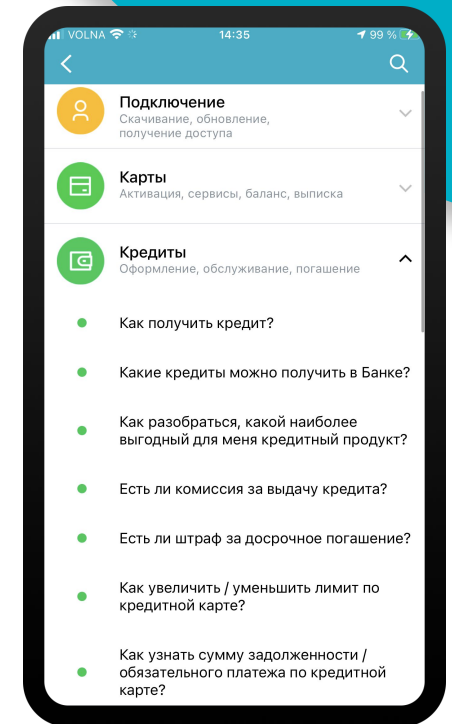 VOLNA 14:35 99 %
Подключение
Скачивание, обновление,
получение доступа
Карты
Активация, сервисы, баланс, выписка
Кредиты
Оформление, обслуживание, погашение
Как получить кредит?
Какие кредиты можно получить в Банке?
Как разобраться, какой наиболее
выгодный для меня кредитный продукт?
Есть ли комиссия за выдачу кредита?
Есть ли штраф за досрочное погашение?
Как увеличить / уменьшить лимит по
кредитной карте?
Как узнать сумму задолженности /
обязательного платежа по кредитной
карте?